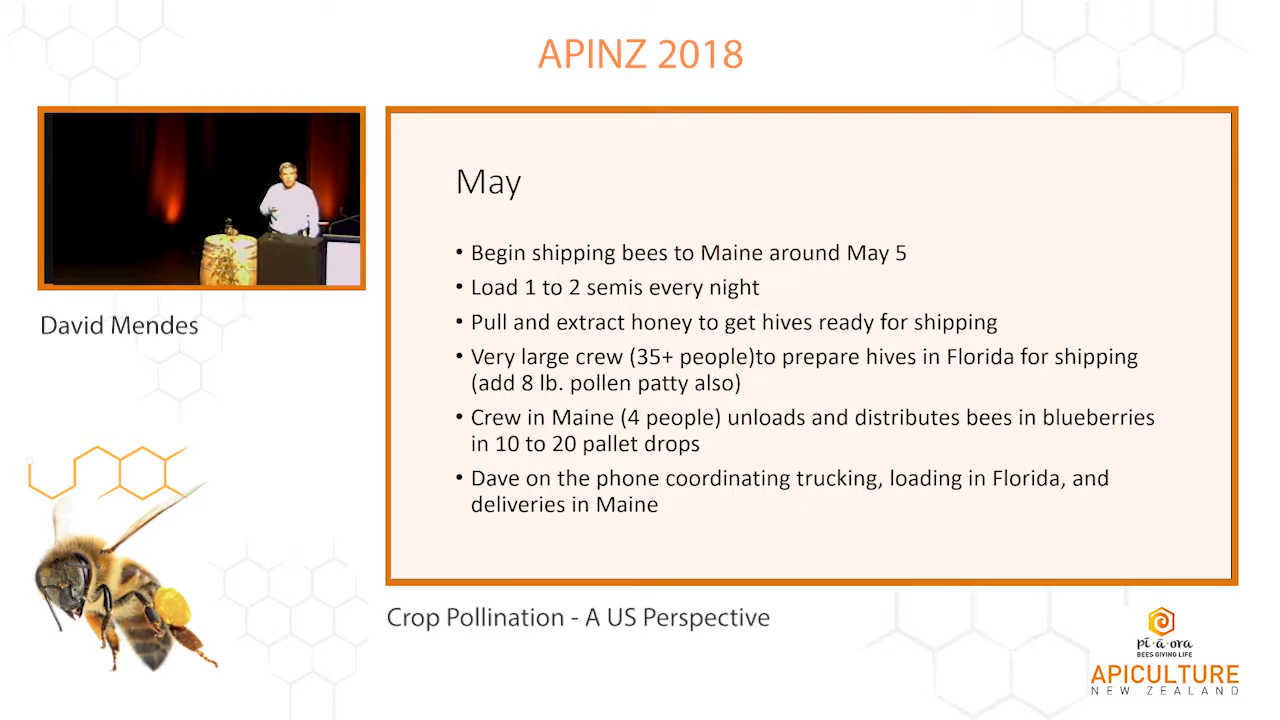 APINZ 2018
David Mendes
May
• Begin shipping bees to Maine around May 5
• Load 1 to 2 semis every night
• Pull and extract honey to get hives ready for shipping
• Very large crew (35+ people)to prepare hives in Florida for shipping
(add 8 lb. pollen patty also)
• Crew in Maine (4 people) unloads and distributes bees in blueberries
in 10 to 20 pallet drops
• Dave on the phone coordinating trucking, loading in Florida, and
deliveries in Maine
Crop Pollination - A US Perspective
pī-ā-ora
BEES GIVING LIFE
APICULTURE
NEW ZEALAND